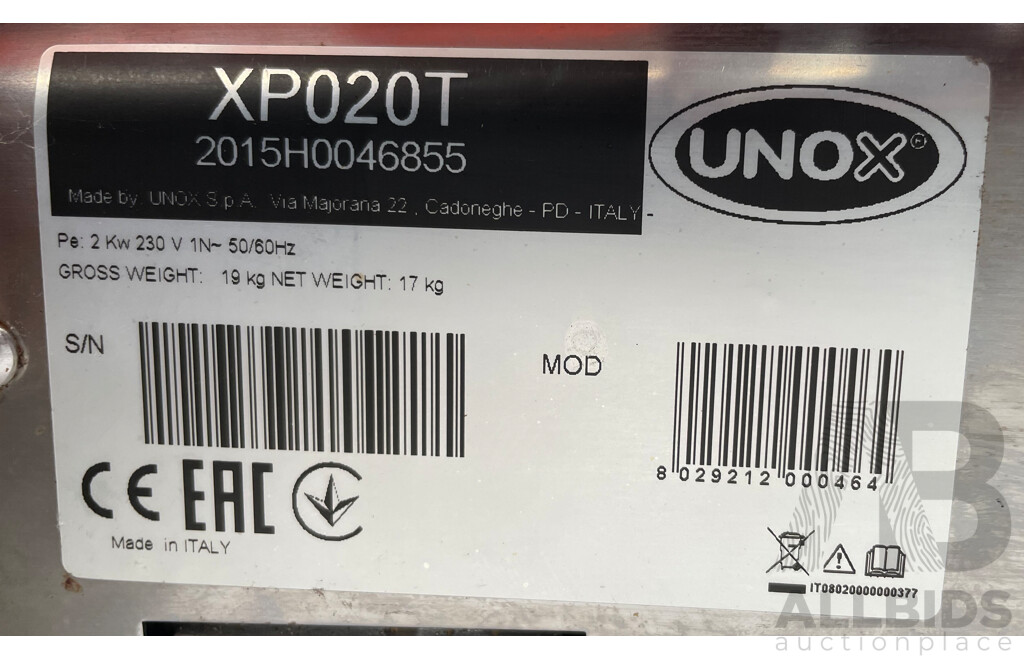 XP020T
2015H0046855
Made by: UNOX S.p.A. Via Majorana 22 , Cadoneghe - PD - ITALY -
UNOX®
Pe: 2 Kw 230 V 1N~ 50/60Hz
GROSS WEIGHT: 19 kg NET WEIGHT: 17 kg
S/N
MOD
8 029212 000464
CE EAC
Made in ITALY
IT08020000000377
AB
ALLBIDS
auctionplace